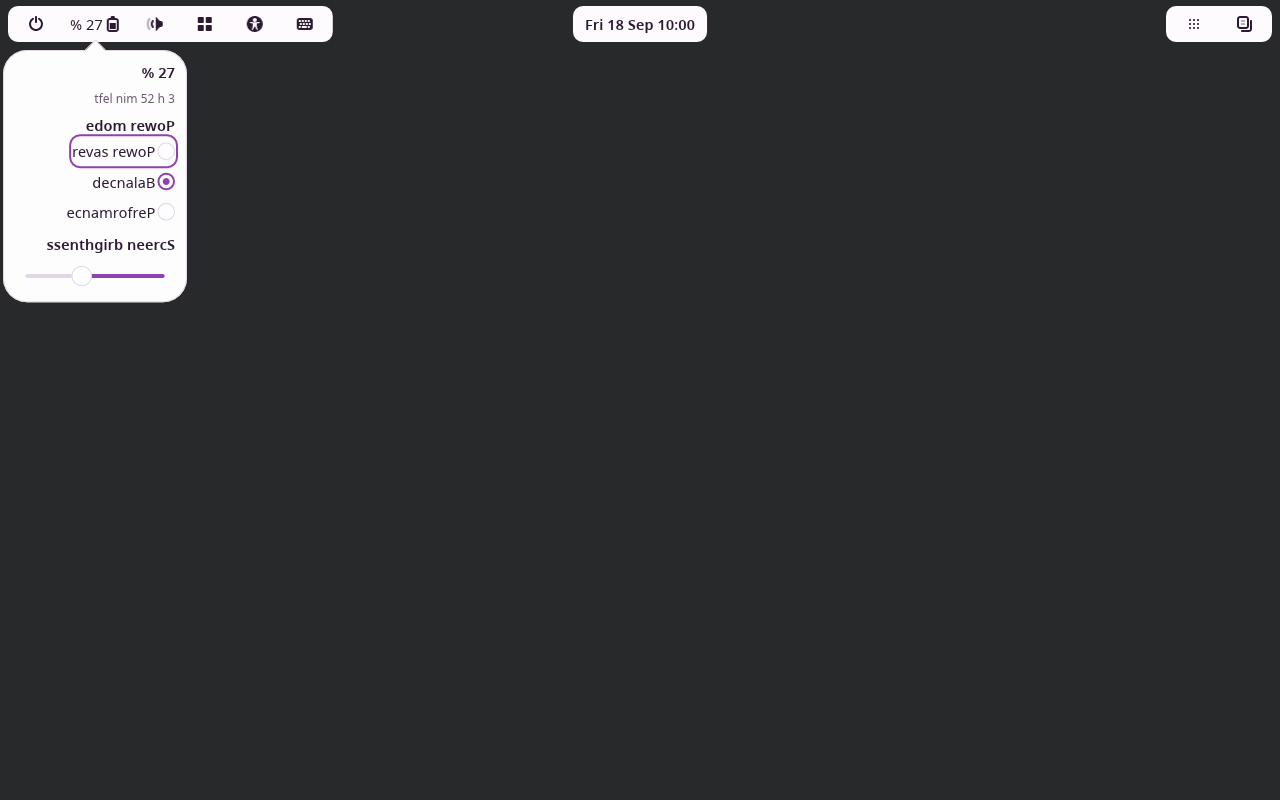 % 27
Fri 18 Sep 10:00
% 27
tfel nim 52 h 3
edom rewoP
revas rewoP
decnalaB
ecnamrofreP
ssenthgirb neercS